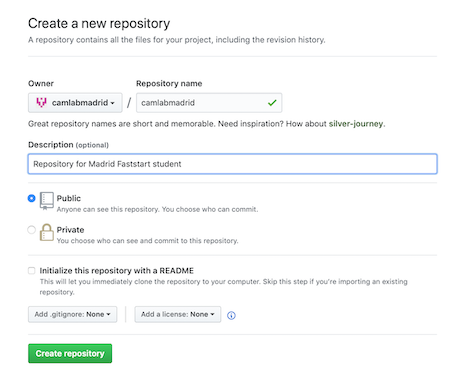 Create a new repository
A repository contains all the files for your project, including the revision history.
Owner
Repository name
camlabmadrid
/
camlabmadrid
Great repository names are short and memorable. Need inspiration? How about silver-journey.
Description (optional)
Repository for Madrid Faststart student
Public
Anyone can see this repository. You choose who can commit.
Private
You choose who can see and commit to this repository.
Initialize this repository with a README
This will let you immediately clone the repository to your computer. Skip this step if you're importing an existing
repository.
Add .gitignore: None
Add a license: None
Create repository